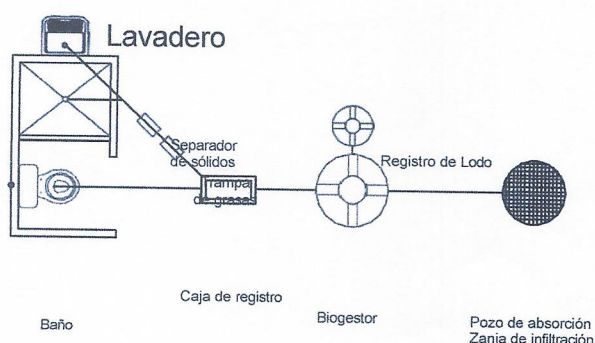 Lavadero
Separador
de sólidos
Registro de Lodo
Trampa
de grasa
Caja de registro
Biogestor
Baño
Pozo de absorción
Zanja de infiltración